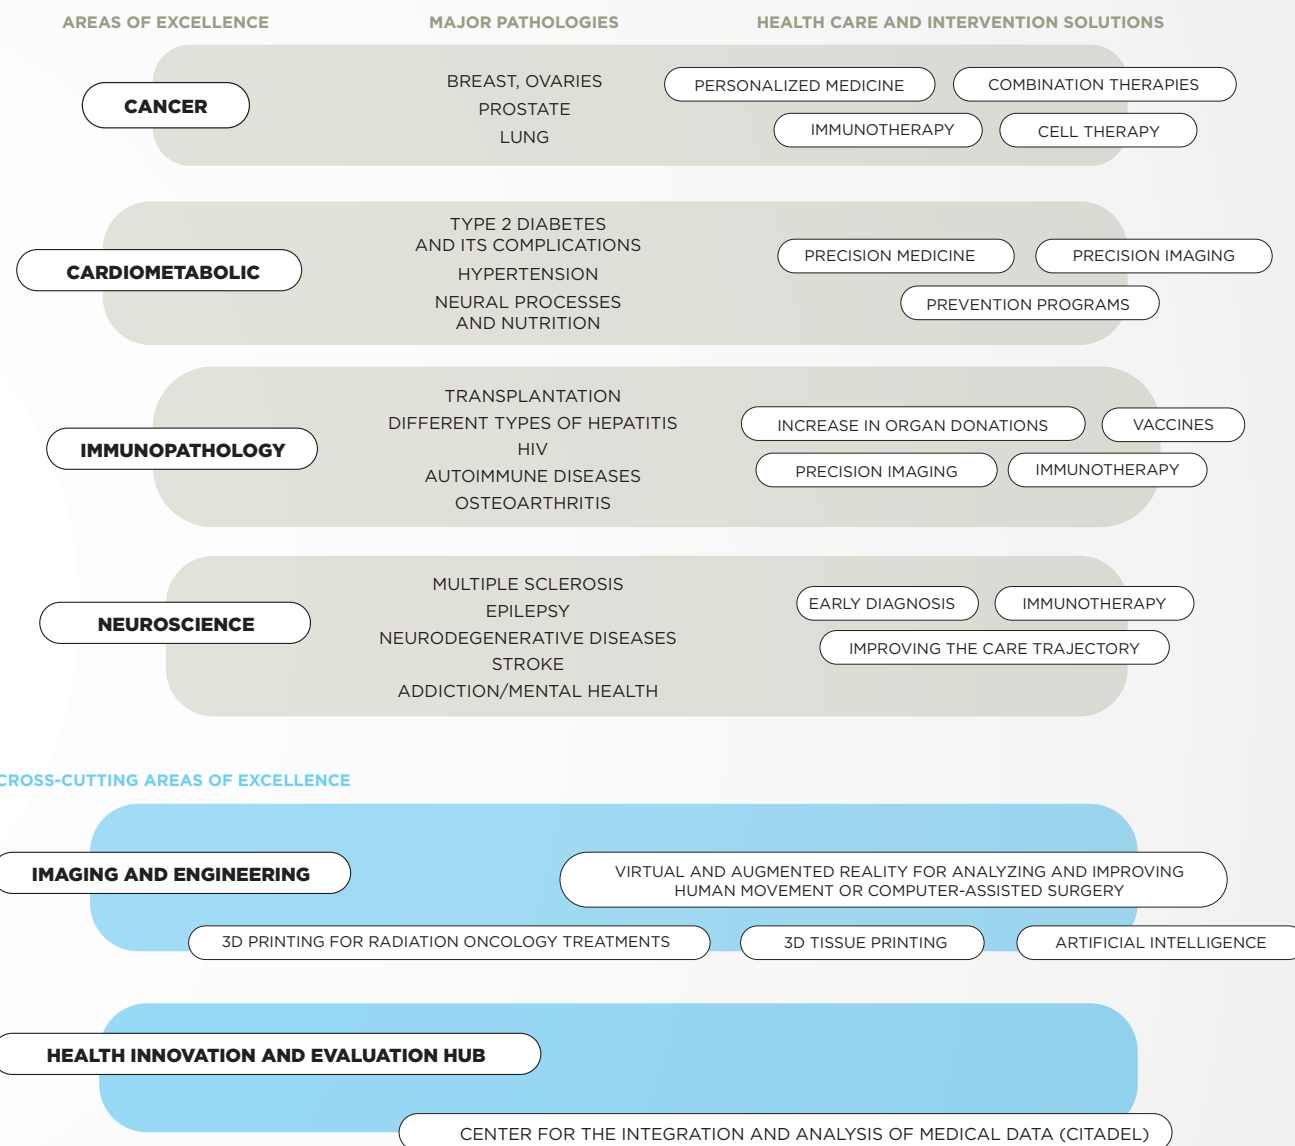 AREAS OF EXCELLENCE
MAJOR PATHOLOGIES
HEALTH CARE AND INTERVENTION SOLUTIONS
CANCER
BREAST, OVARIES
PROSTATE
LUNG
PERSONALIZED MEDICINE
COMBINATION THERAPIES
IMMUNOTHERAPY
CELL THERAPY
CARDIOMETABOLIC
TYPE 2 DIABETES
AND ITS COMPLICATIONS
HYPERTENSION
NEURAL PROCESSES
AND NUTRITION
PRECISION MEDICINE
PRECISION IMAGING
PREVENTION PROGRAMS
IMMUNOPATHOLOGY
TRANSPLANTATION
DIFFERENT TYPES OF HEPATITIS
HIV
AUTOIMMUNE DISEASES
OSTEOARTHRITIS
INCREASE IN ORGAN DONATIONS
VACCINES
PRECISION IMAGING
IMMUNOTHERAPY
NEUROSCIENCE
MULTIPLE SCLEROSIS
EPILEPSY
NEURODEGENERATIVE DISEASES
STROKE
ADDICTION/MENTAL HEALTH
EARLY DIAGNOSIS
IMMUNOTHERAPY
IMPROVING THE CARE TRAJECTORY
CROSS-CUTTING AREAS OF EXCELLENCE
IMAGING AND ENGINEERING
VIRTUAL AND AUGMENTED REALITY FOR ANALYZING AND IMPROVING
HUMAN MOVEMENT OR COMPUTER-ASSISTED SURGERY
3D PRINTING FOR RADIATION ONCOLOGY TREATMENTS
3D TISSUE PRINTING
ARTIFICIAL INTELLIGENCE
HEALTH INNOVATION AND EVALUATION HUB
CENTER FOR THE INTEGRATION AND ANALYSIS OF MEDICAL DATA (CITADEL)